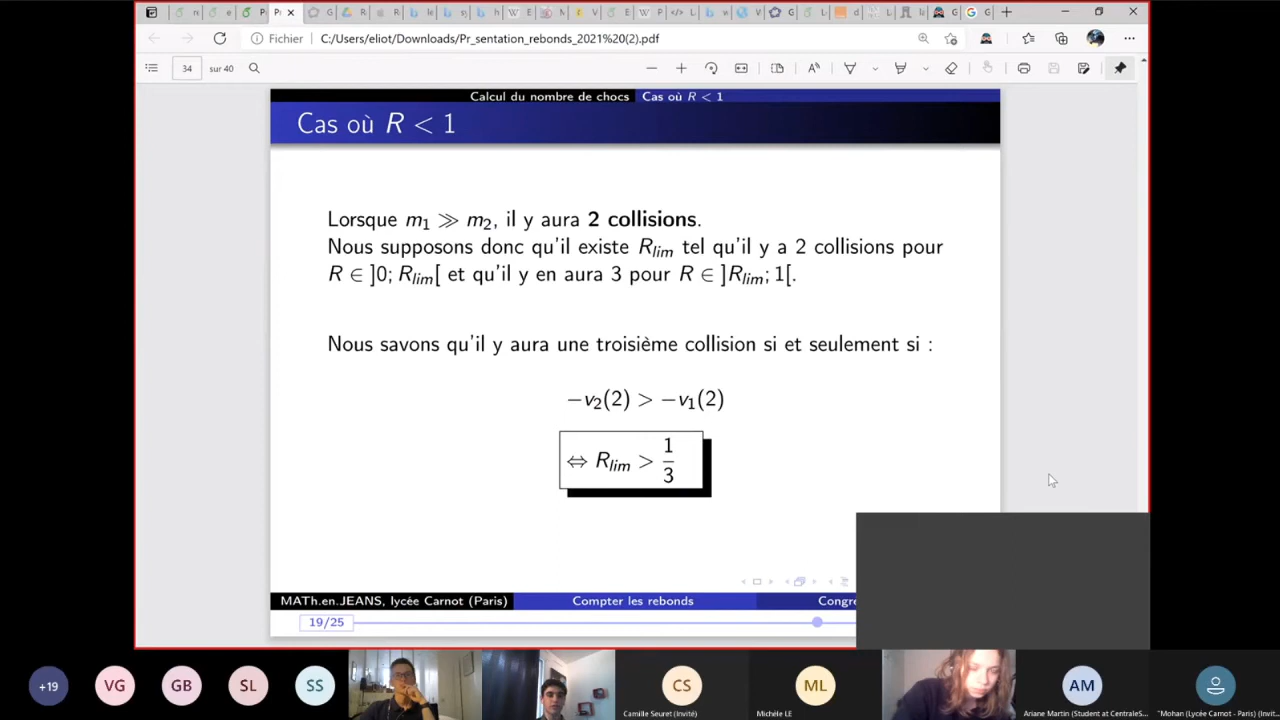 Fichier
C:/Users/eliot/Downloads/Pr_sentation_rebonds_2021%20(2).pdf
34 sur 40
Calcul du nombre de chocs Cas où R < 1
Cas où R < 1
Lorsque m₁ ≫ m₂, il y aura 2 collisions.
Nous supposons donc qu'il existe Rlim tel qu'il y a 2 collisions pour
R ∈ ]0; Rlim[ et qu'il y en aura 3 pour R ∈ ]Rlim; 1[.
Nous savons qu'il y aura une troisième collision si et seulement si :
−v₂(2) > −v₁(2)
⇔ Rlim > 1/3
MATh.en.JEANS, lycée Carnot (Paris) Compter les rebonds Congre
19/25
+19 VG GB SL SS CS ML AM
Camille Seuret (Invité) Michèle LE Ariane Martin (Student at CentraleS... "Mohan (Lycée Carnot - Paris) (Invit...